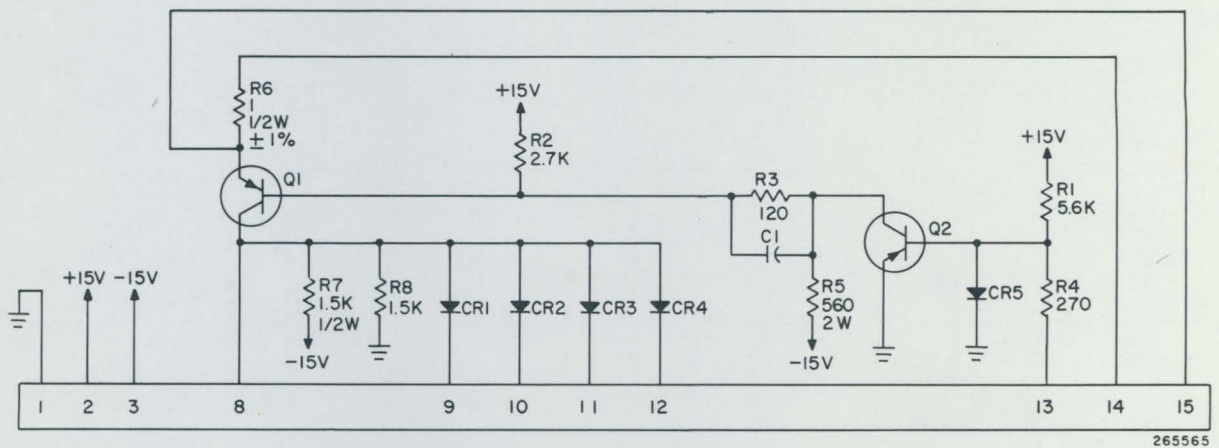 R6
1
1/2W
± 1%
Q1
+15V
R2
2.7K
R3
120
C1
+15V
R1
5.6K
Q2
+15V
-15V
R7
1.5K
1/2W
-15V
R8
1.5K
CR1
CR2
CR3
CR4
R5
560
2W
-15V
CR5
R4
270
1 2 3 8 9 10 11 12 13 14 15
265565